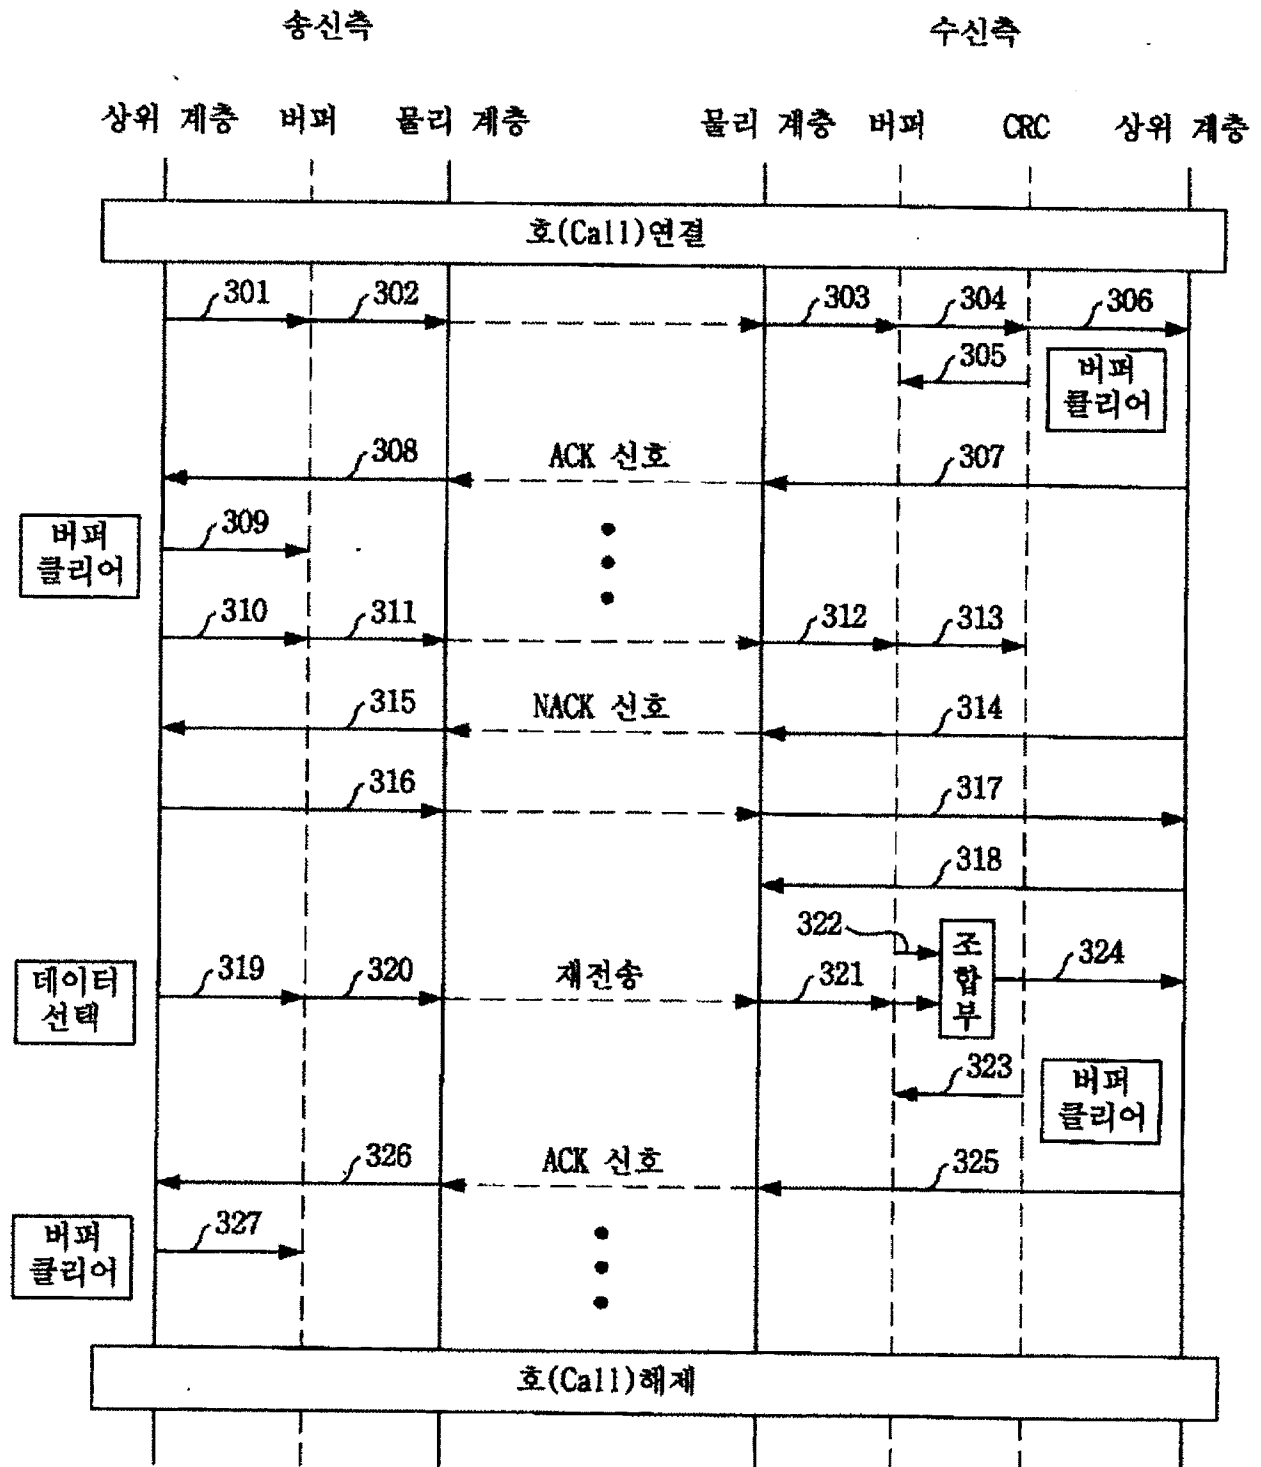 송신측 수신측
상위 계층 버퍼 물리 계층 물리 계층 버퍼 CRC 상위 계층
호(Call)연결
301 302 303 304 306
305
버퍼
클리어
308 ACK 신호 307
버퍼
클리어
309
310 311 312 313
315 NACK 신호 314
316 317
318
322
조
합
부
데이터
선택
319 320 재전송 321 324
323
버퍼
클리어
326 ACK 신호 325
버퍼
클리어
327
호(Call)해제